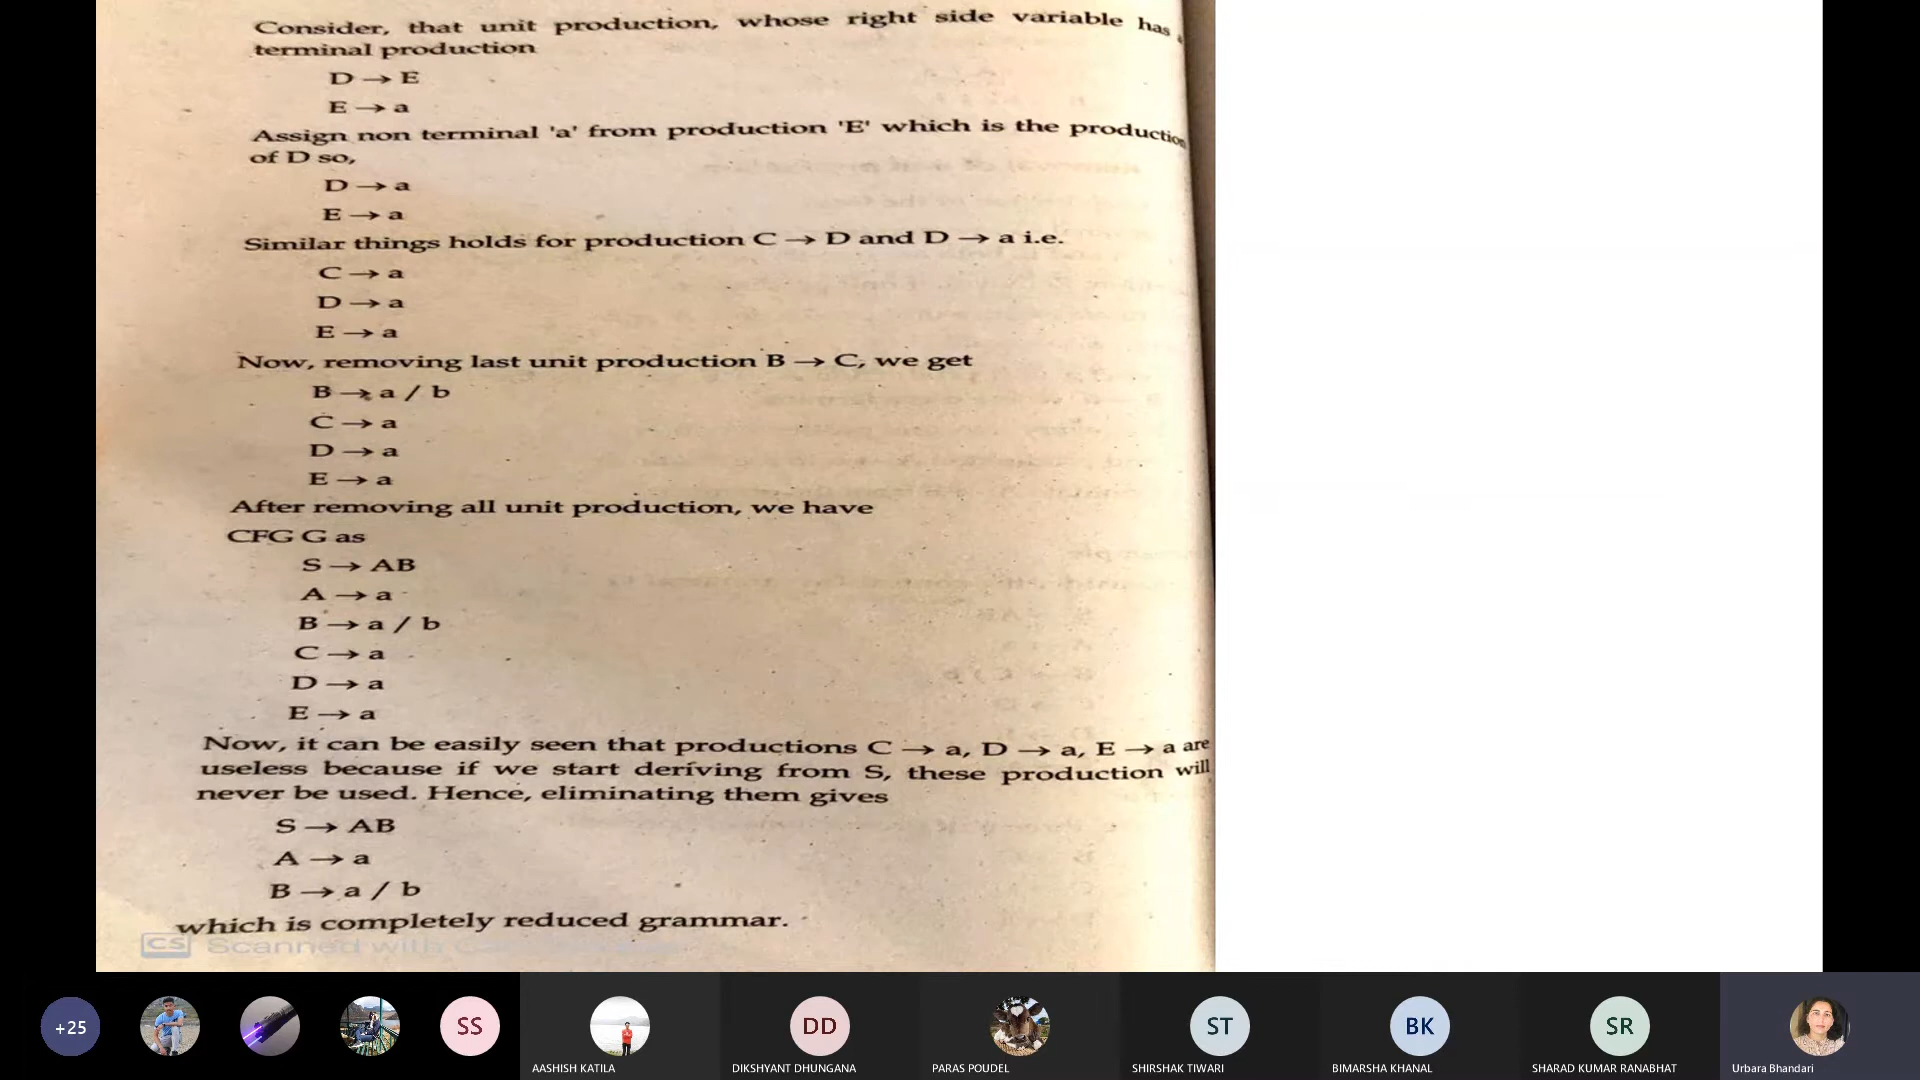 Consider, that unit production, whose right side variable has a
terminal production
D → E
E → a
Assign non terminal 'a' from production 'E' which is the production
of D so,
D → a
E → a
Similar things holds for production C → D and D → a i.e.
C → a
D → a
E → a
Now, removing last unit production B → C, we get
B → a / b
C → a
D → a
E → a
After removing all unit production, we have
CFG G as
S → AB
A → a
B → a / b
C → a
D → a
E → a
Now, it can be easily seen that productions C → a, D → a, E → a are
useless because if we start deriving from S, these production will
never be used. Hence, eliminating them gives
S → AB
A → a
B → a / b
which is completely reduced grammar.
CS Scanned with
+25
SS
DD
ST
BK
SR
AASHISH KATILA
DIKSHYANT DHUNGANA
PARAS POUDEL
SHIRSHAK TIWARI
BIMARSHA KHANAL
SHARAD KUMAR RANABHAT
Urbara Bhandari